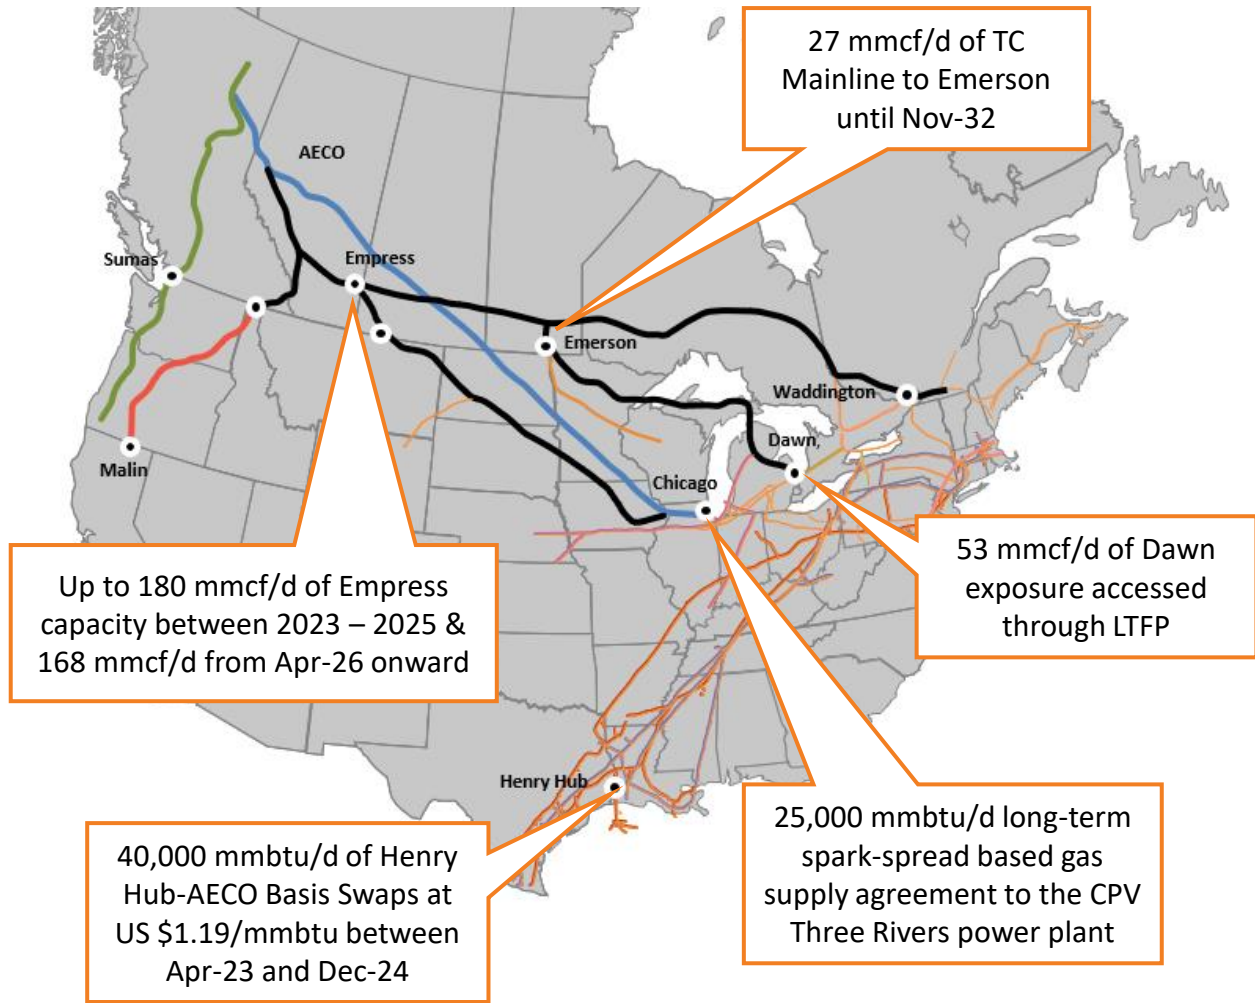 27 mmcf/d of TC
Mainline to Emerson
until Nov-32
AECO
Sumas
Empress
Emerson
Waddington
Malin
Dawn,
Chicago
Up to 180 mmcf/d of Empress
capacity between 2023 – 2025 &
168 mmcf/d from Apr-26 onward
53 mmcf/d of Dawn
exposure accessed
through LTFP
Henry Hub
40,000 mmbtu/d of Henry
Hub-AECO Basis Swaps at
US $1.19/mmbtu between
Apr-23 and Dec-24
25,000 mmbtu/d long-term
spark-spread based gas
supply agreement to the CPV
Three Rivers power plant